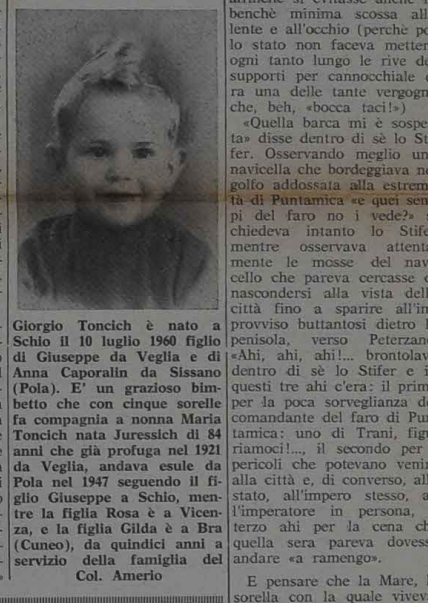 Giorgio Toncich è nato a
Schio il 10 luglio 1960 figlio
di Giuseppe da Veglia e di
Anna Caporalin da Sissano
(Pola). E' un grazioso bim-
betto che con cinque sorelle
fa compagnia a nonna Maria
Toncich nata Juressich di 84
anni che già profuga nel 1921
da Veglia, andava esule da
Pola nel 1947 seguendo il fi-
glio Giuseppe a Schio, men-
tre la figlia Rosa è a Vicen-
za, e la figlia Gilda è a Bra
(Cuneo), da quindici anni a
servizio della famiglia del
Col. Amerio
benchè minima scossa all
lente e all'occhio (perchè po
lo stato non faceva metter
ogni tanto lungo le rive de
supporti per cannocchiale
ra una delle tante vergogn
che, beh, «bocca taci!»)
«Quella barca mi è sospe
ta» disse dentro di sè lo Sti
fer. Osservando meglio un
navicella che bordeggiava ne
golfo addossata alla estrem
tà di Puntamica «e quei sem
pi del faro no i vede?»
chiedeva intanto lo Stifer
mentre osservava attenta
mente le mosse del navi
cello che pareva cercasse
nascondersi alla vista dell
città fino a sparire all'im
provviso buttantosi dietro l
penisola, verso Peterzano
«Ahi, ahi, ahi!... brontolav
dentro di sè lo Stifer e i
questi tre ahi c'era: il prim
per la poca sorveglianza de
comandante del faro di Pun
tamica: uno di Trani, figu
riamoci!..., il secondo per
pericoli che potevano veni
alla città e, di converso, all
stato, all'impero stesso, a
l'imperatore in persona,
terzo ahi per la cena ch
quella sera pareva doves
andare «a ramengo».
E pensare che la Mare, l
sorella con la quale vivev